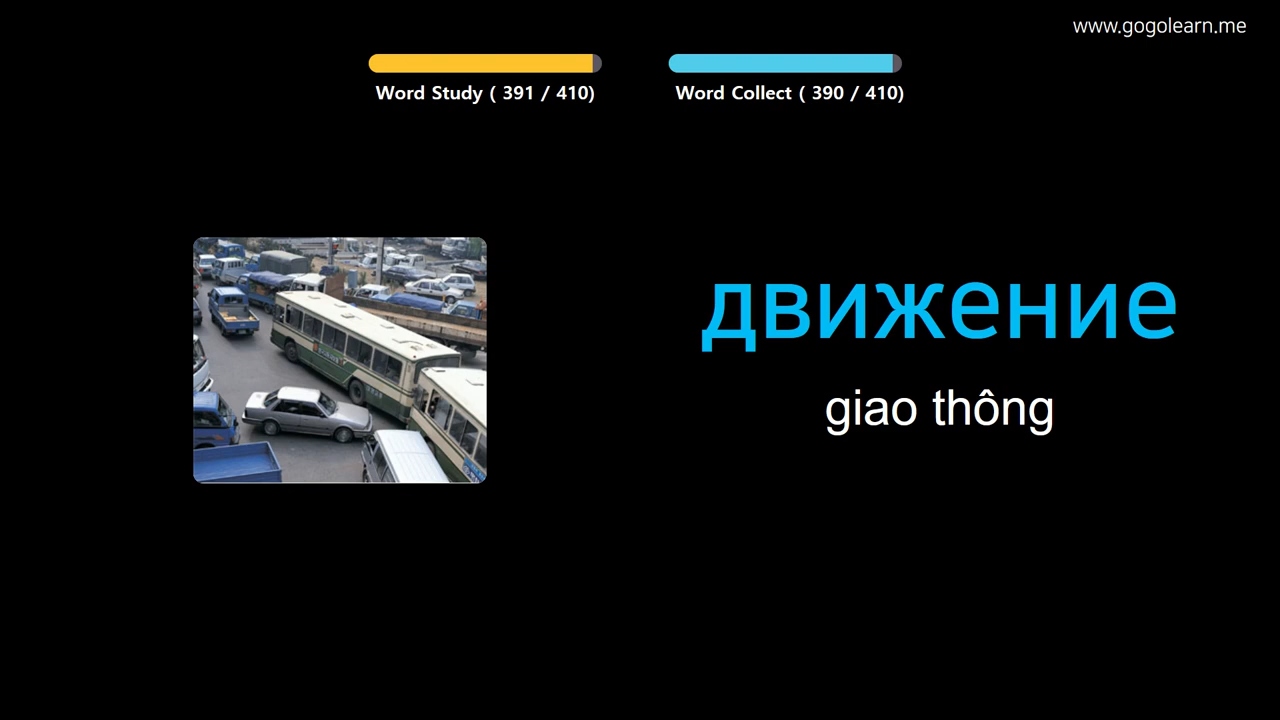 www.gogolearn.me
Word Study ( 391 / 410)
Word Collect ( 390 / 410)
движение
giao thông